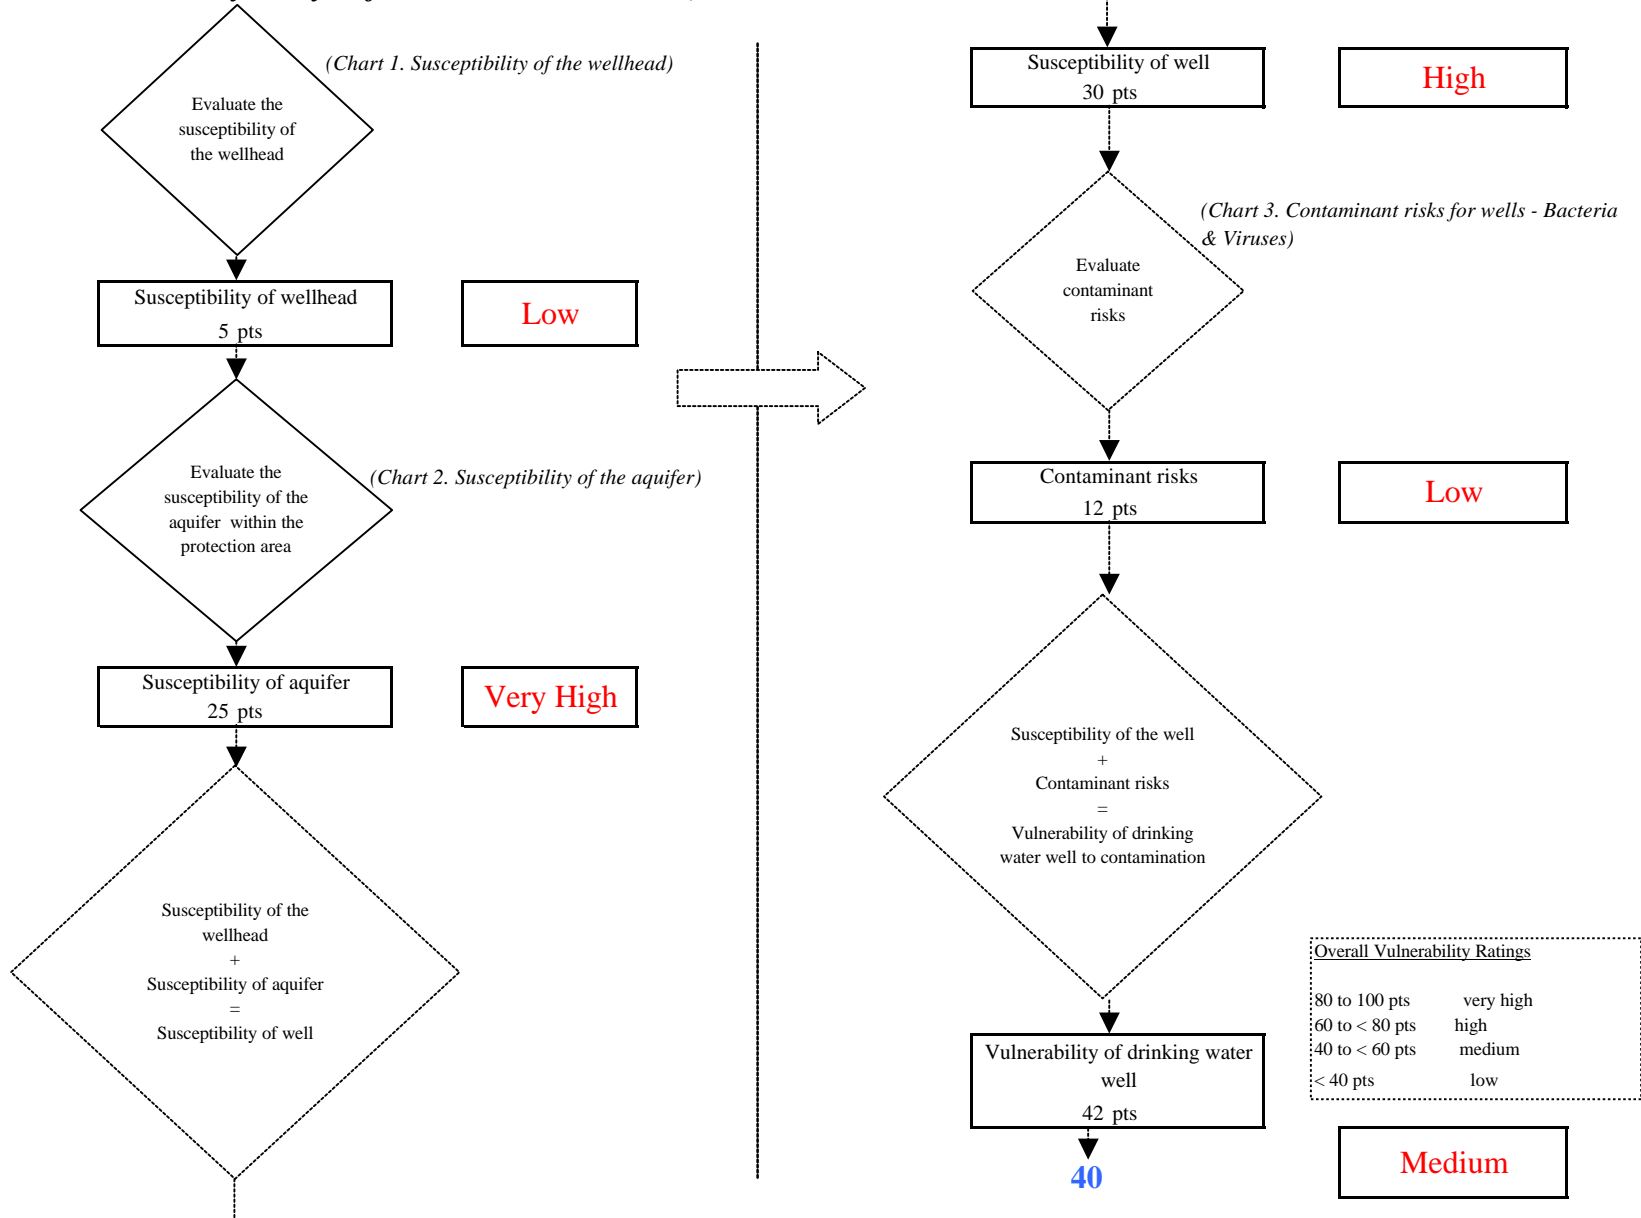 (Chart 1. Susceptibility of the wellhead)
Evaluate the
susceptibility of
the wellhead
Susceptibility of wellhead
5 pts
Low
Evaluate the
susceptibility of the
aquifer within the
protection area
(Chart 2. Susceptibility of the aquifer)
Susceptibility of aquifer
25 pts
Very High
Susceptibility of the
wellhead
+
Susceptibility of aquifer
=
Susceptibility of well
Susceptibility of well
30 pts
High
(Chart 3. Contaminant risks for wells - Bacteria
& Viruses)
Evaluate
contaminant
risks
Contaminant risks
12 pts
Low
Susceptibility of the well
+
Contaminant risks
=
Vulnerability of drinking
water well to contamination
Overall Vulnerability Ratings
80 to 100 pts very high
60 to < 80 pts high
40 to < 60 pts medium
< 40 pts low
Vulnerability of drinking water
well
42 pts
40
Medium